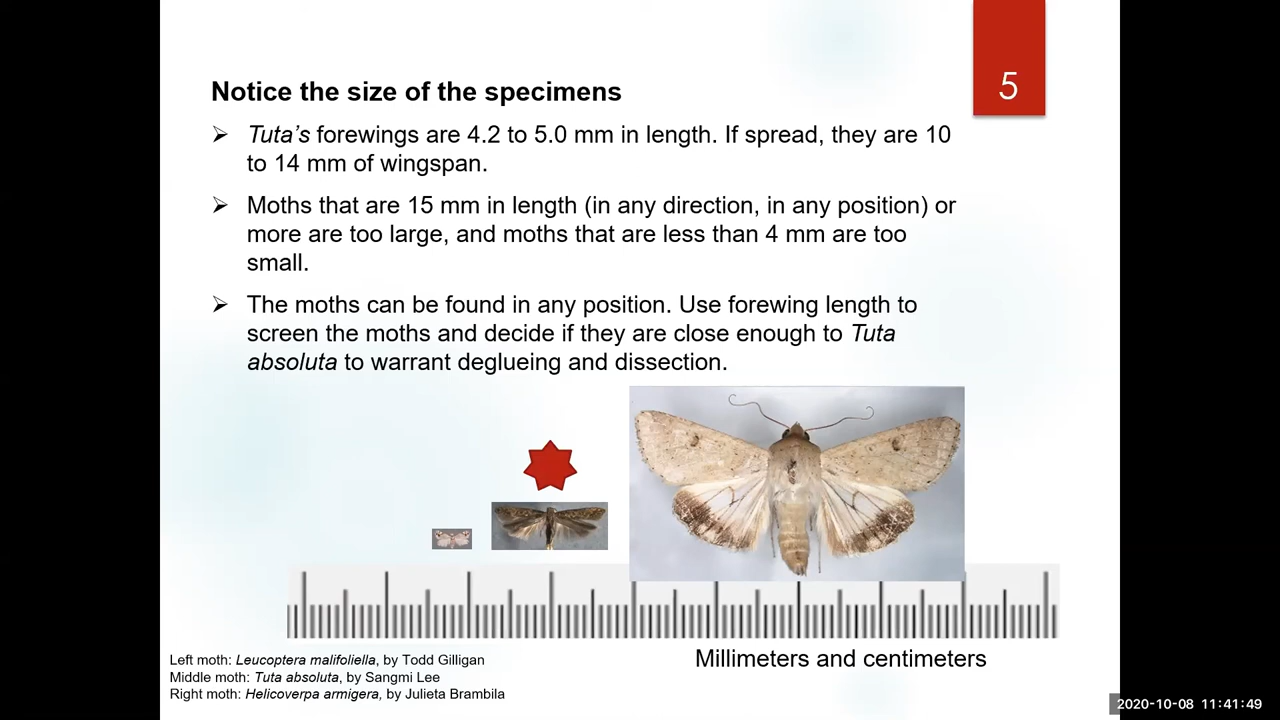 5
Notice the size of the specimens
➢ Tuta's forewings are 4.2 to 5.0 mm in length. If spread, they are 10
to 14 mm of wingspan.
➢ Moths that are 15 mm in length (in any direction, in any position) or
more are too large, and moths that are less than 4 mm are too
small.
➢ The moths can be found in any position. Use forewing length to
screen the moths and decide if they are close enough to Tuta
absoluta to warrant deglueing and dissection.
Millimeters and centimeters
Left moth: Leucoptera malifoliella, by Todd Gilligan
Middle moth: Tuta absoluta, by Sangmi Lee
Right moth: Helicoverpa armigera, by Julieta Brambila
2020-10-08 11:41:49